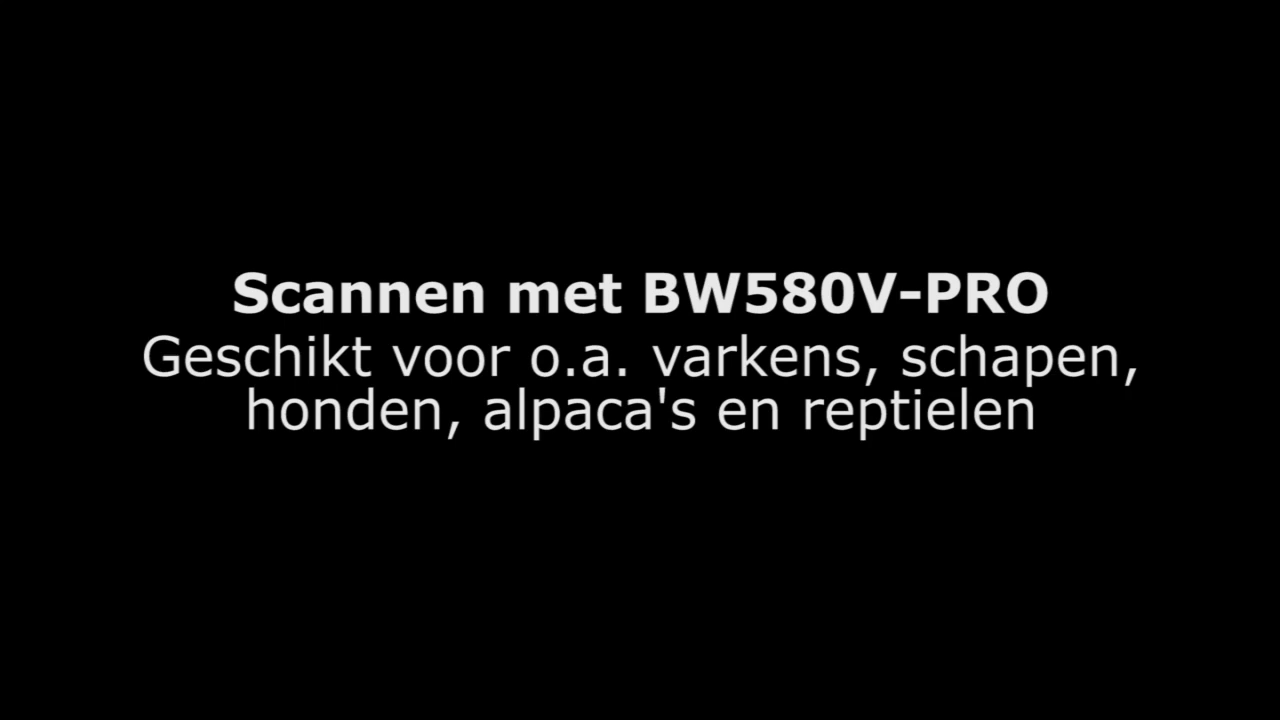 Scannen met BW580V-PRO
Geschikt voor o.a. varkens, schapen,
honden, alpaca's en reptielen